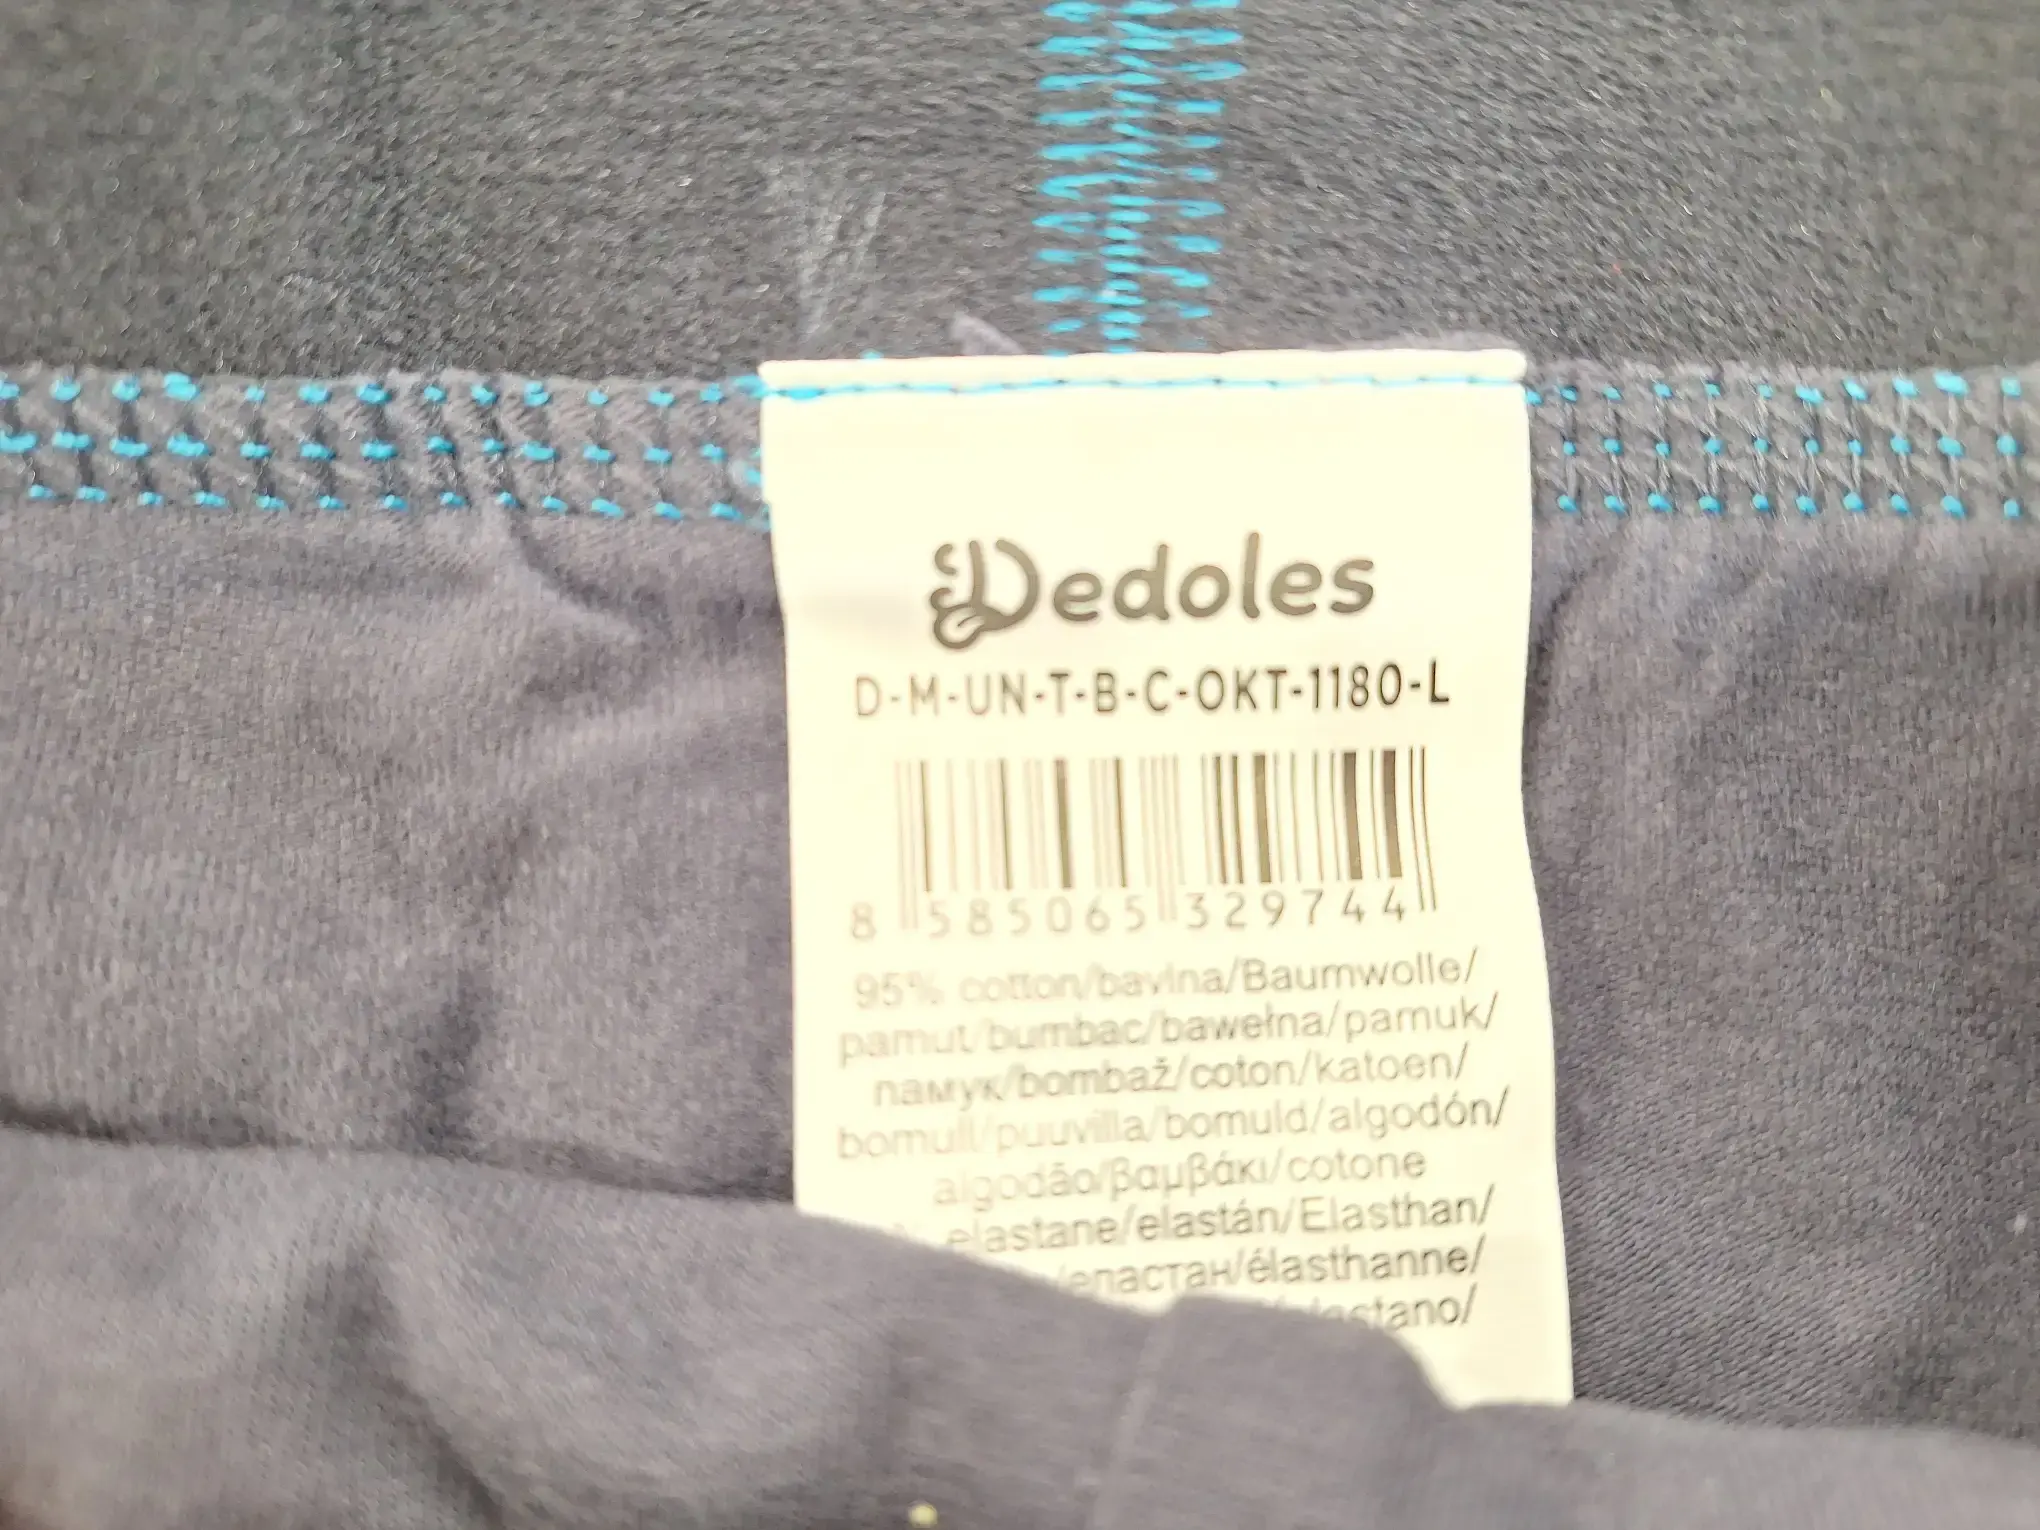 Dedoles
D-M-UN-T-B-C-OKT-1180-L
8 585065 329744
95% cotton/bavlna/Baumwolle/
pamut/bumbac/bawełna/pamuk/
памук/bombaž/coton/katoen/
bomull/puuvilla/bomuld/algodón/
algodão/βαμβάκι/cotone
elastane/elastán/Elasthan/
/еластан/élasthanne/